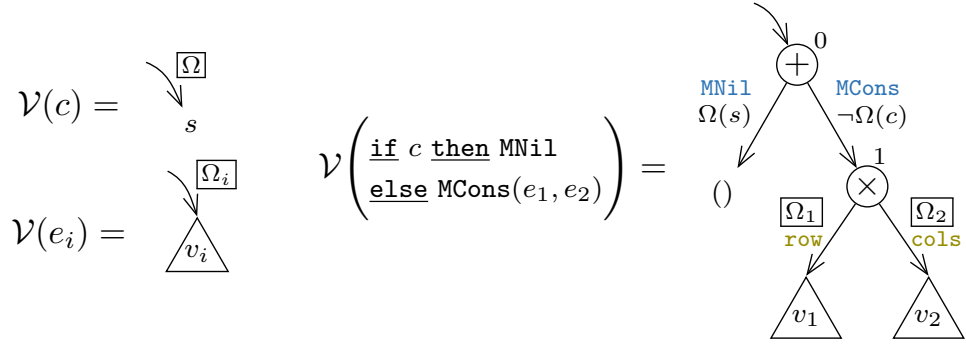 𝒱(c) = Ω s
𝒱(eᵢ) = Ωᵢ vᵢ
𝒱(if c then MNil
else MCons(e₁, e₂)) =
+ 0
MNil MCons
Ω(s) ¬Ω(c)
() × 1
Ω₁ Ω₂
row cols
v₁ v₂